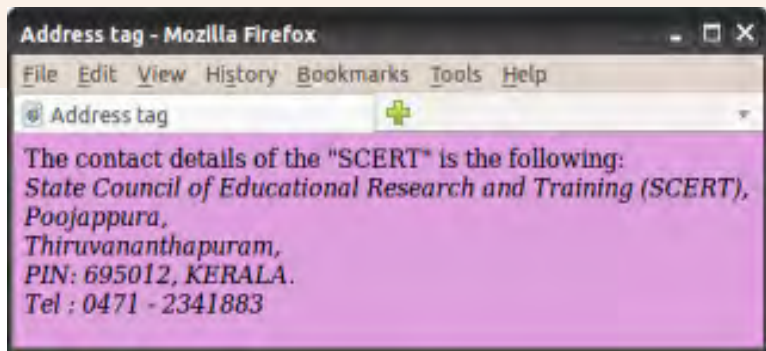 Address tag - Mozilla Firefox
File Edit View History Bookmarks Tools Help
Address tag
The contact details of the "SCERT" is the following:
State Council of Educational Research and Training (SCERT),
Poojappura,
Thiruvananthapuram,
PIN: 695012, KERALA.
Tel : 0471 - 2341883